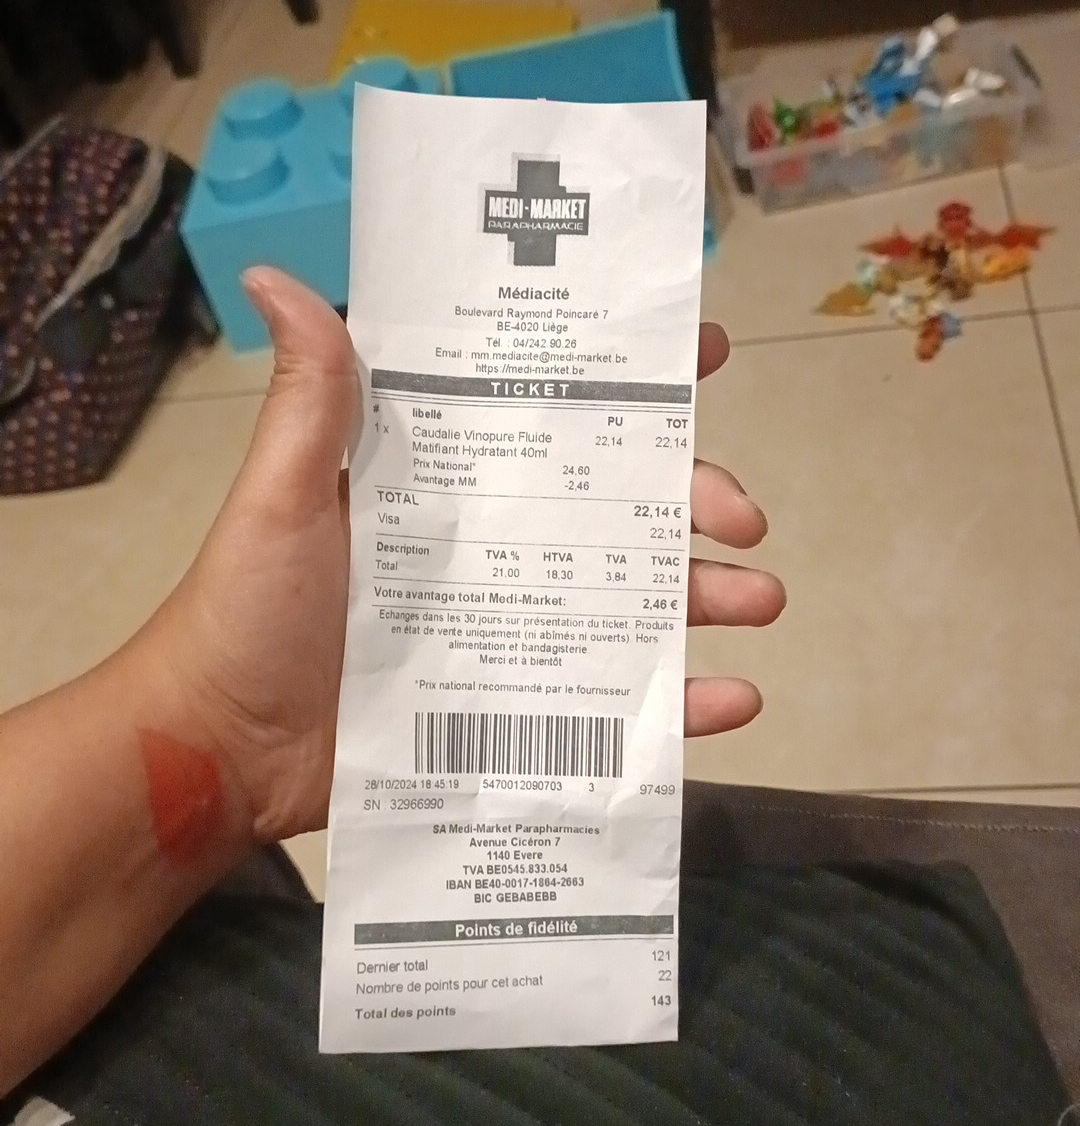 MEDI-MARKET
PARAPHARMACIE
Médiacité
Boulevard Raymond Poincaré 7
BE-4020 Liège
Tél. : 04/242.90.26
Email : mm.mediacite@medi-market.be
https://medi-market.be
TICKET
# libellé PU TOT
1 x Caudalie Vinopure Fluide 22,14 22,14
Matifiant Hydratant 40ml
Prix National* 24,60
Avantage MM -2,46
TOTAL 22,14 €
Visa 22,14
Description TVA % HTVA TVA TVAC
Total 21,00 18,30 3,84 22,14
Votre avantage total Medi-Market: 2,46 €
Echanges dans les 30 jours sur présentation du ticket. Produits
en état de vente uniquement (ni abîmés ni ouverts). Hors
alimentation et bandagisterie.
Merci et à bientôt
*Prix national recommandé par le fournisseur
28/10/2024 18:45:19 5470012090703 3 97499
SN : 32966990
SA Medi-Market Parapharmacies
Avenue Cicéron 7
1140 Evere
TVA BE0545.833.054
IBAN BE40-0017-1864-2663
BIC GEBABEBB
Points de fidélité
Dernier total 121
Nombre de points pour cet achat 22
Total des points 143